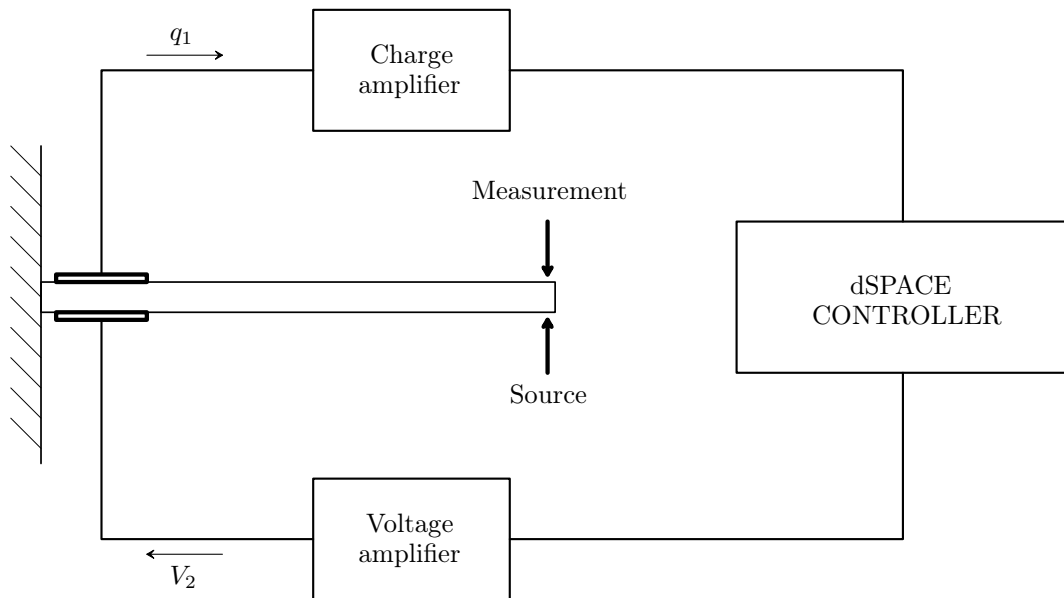 q₁
Charge
amplifier
Measurement
dSPACE
CONTROLLER
Source
Voltage
amplifier
V₂